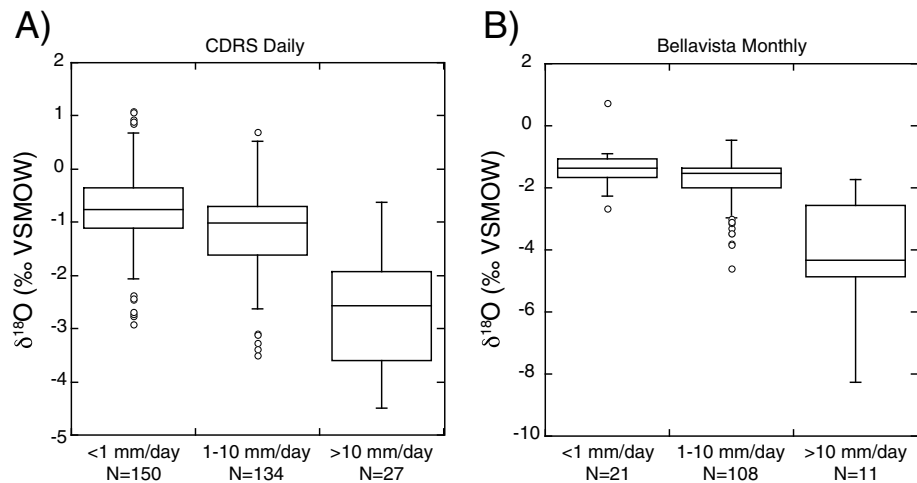 A)
CDRS Daily
δ18O (‰ VSMOW)
2
1
0
-1
-2
-3
-4
-5
<1 mm/day
1-10 mm/day
>10 mm/day
N=150
N=134
N=27
B)
Bellavista Monthly
δ18O (‰ VSMOW)
2
0
-2
-4
-6
-8
-10
<1 mm/day
1-10 mm/day
>10 mm/day
N=21
N=108
N=11